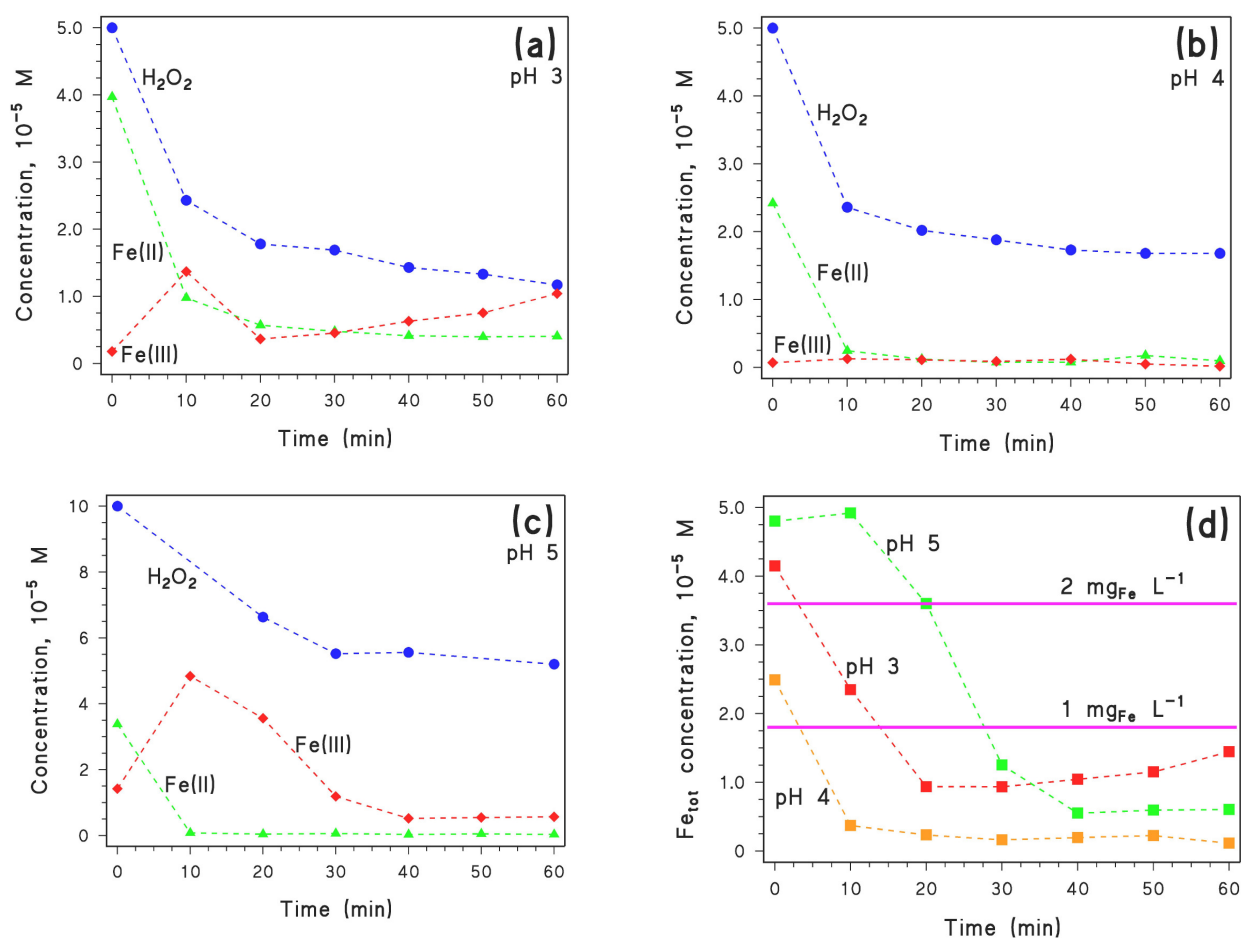 (a)
pH 3
5.0
4.0
3.0
2.0
1.0
0
Concentration, 10⁻⁵ M
H₂O₂
Fe(II)
Fe(III)
0 10 20 30 40 50 60
Time (min)
(b)
pH 4
5.0
4.0
3.0
2.0
1.0
0
Concentration, 10⁻⁵ M
H₂O₂
Fe(II)
Fe(III)
0 10 20 30 40 50 60
Time (min)
(c)
pH 5
10
8
6
4
2
0
Concentration, 10⁻⁵ M
H₂O₂
Fe(III)
Fe(II)
0 10 20 30 40 50 60
Time (min)
(d)
5.0
4.0
3.0
2.0
1.0
0
Feₜₒₜ concentration, 10⁻⁵ M
pH 5
2 mg_Fe L⁻¹
pH 3
1 mg_Fe L⁻¹
pH 4
0 10 20 30 40 50 60
Time (min)